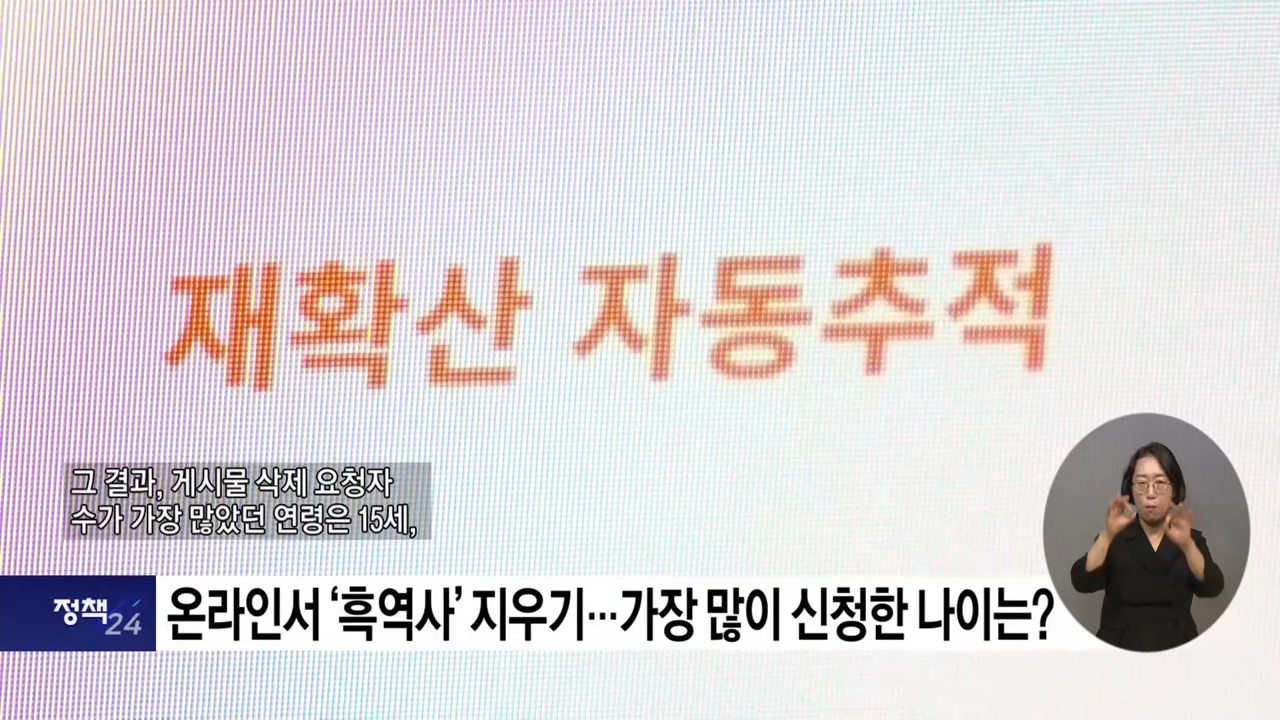 재확산 자동추적
그 결과, 게시물 삭제 요청자
수가 가장 많았던 연령은 15세,
정책24
온라인서 ‘흑역사’ 지우기…가장 많이 신청한 나이는?